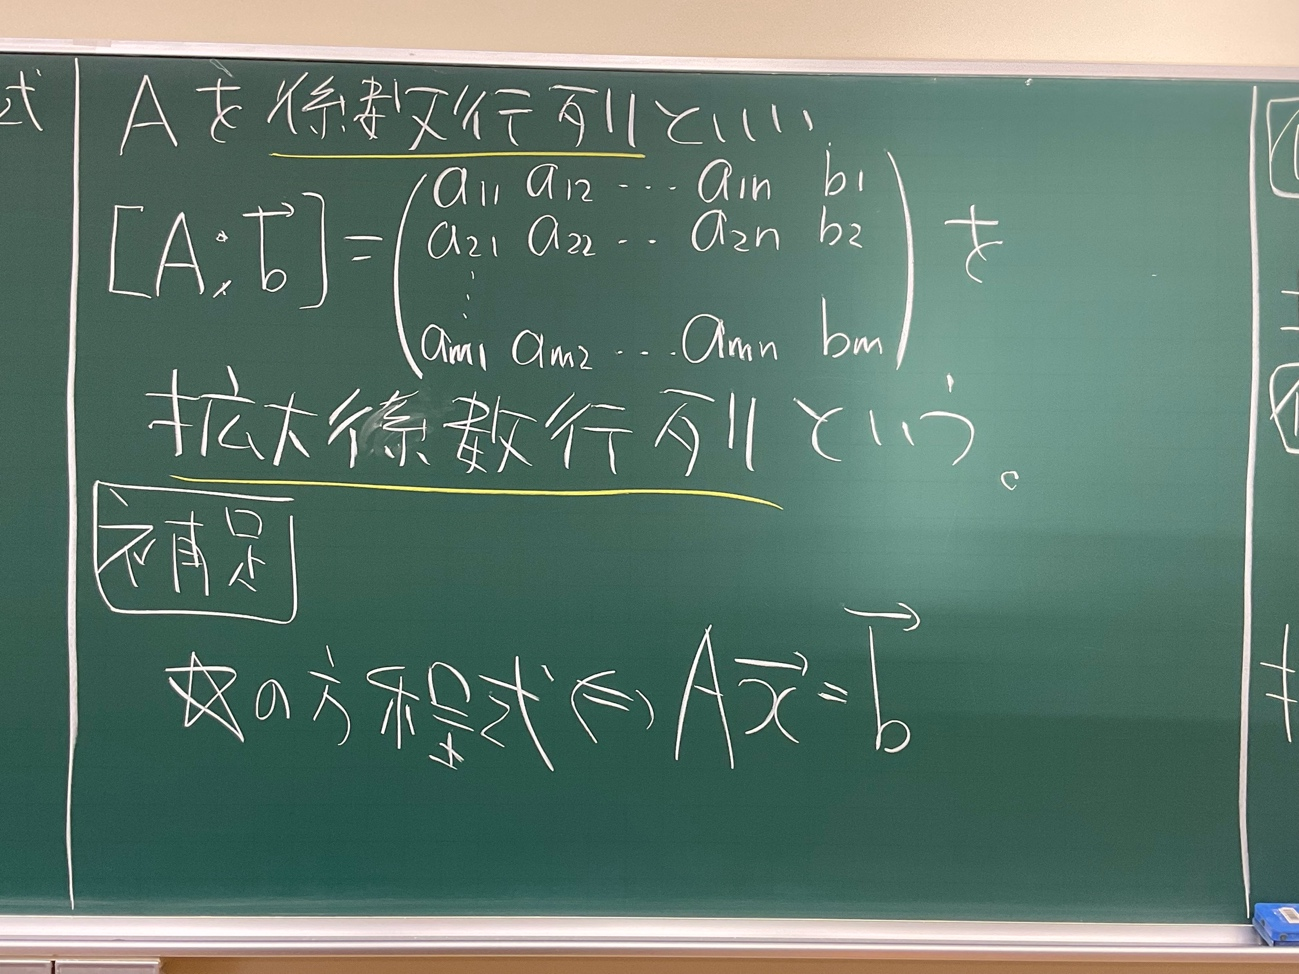 式
Aを係数行列といい
[A⋮b→] = ( a11 a12 ... a1n b1
a21 a22 .. a2n b2
⋮
am1 am2 ... amn bm ) を
拡大係数行列という。
補足
☆の方程式⇔Ax→=b→